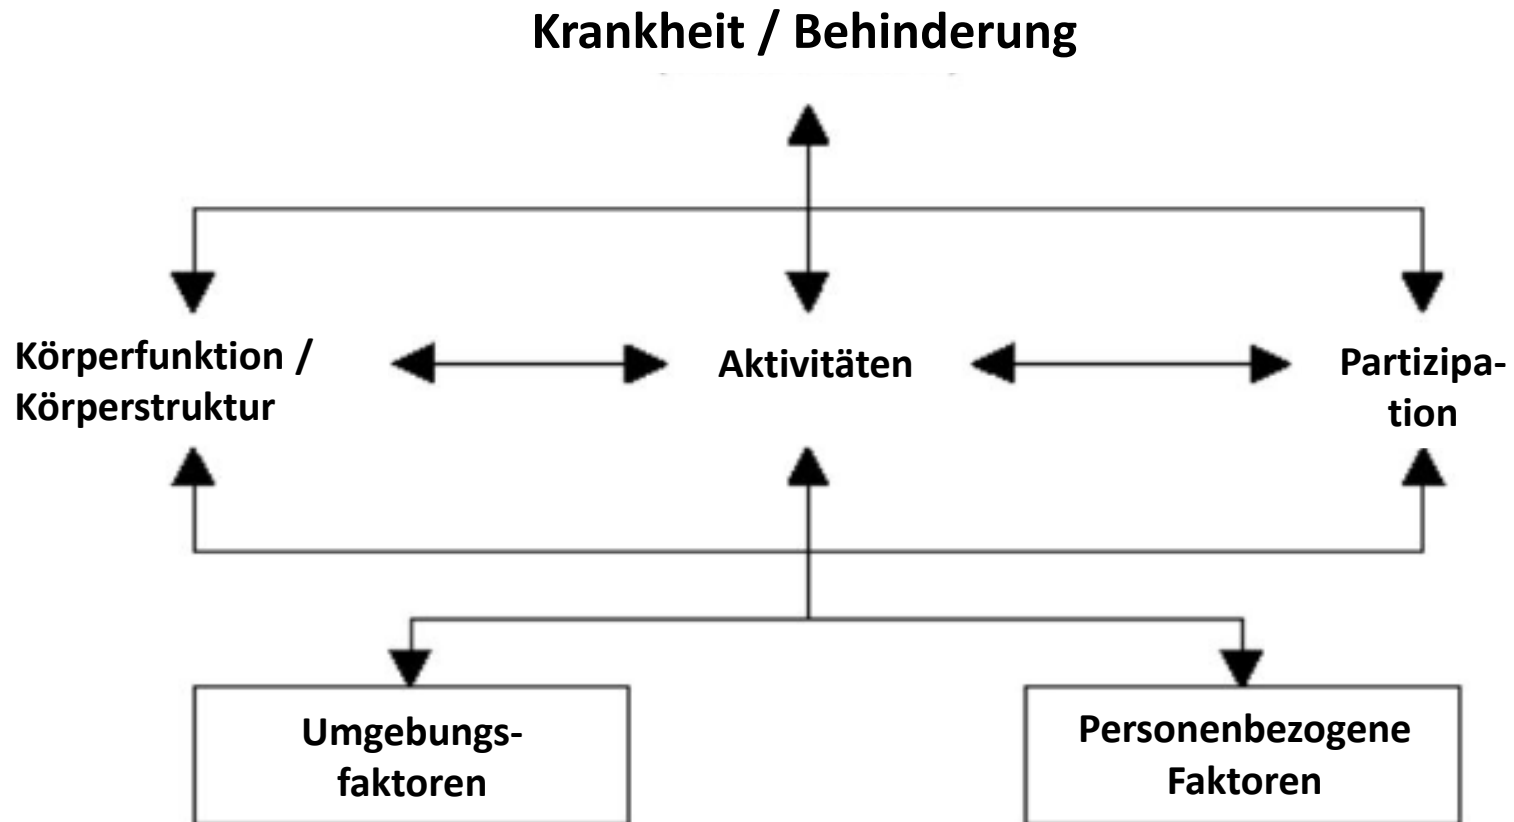 Krankheit / Behinderung
Körperfunktion /
Körperstruktur
Aktivitäten
Partizipa-
tion
Umgebungs-
faktoren
Personenbezogene
Faktoren